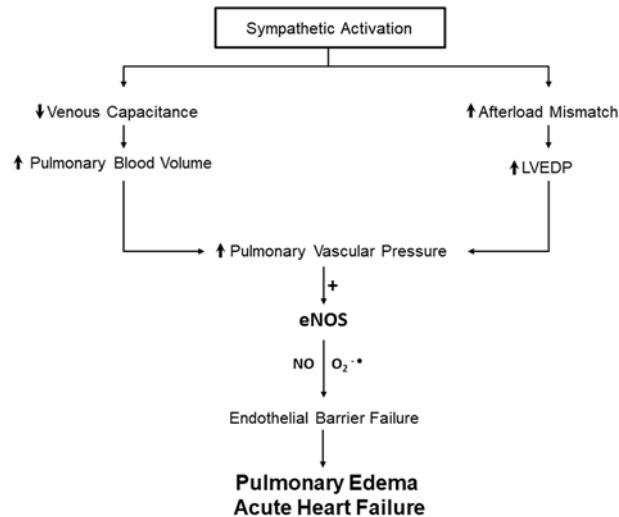 Sympathetic Activation
↓ Venous Capacitance
↑ Afterload Mismatch
↑ Pulmonary Blood Volume
↑ LVEDP
↑ Pulmonary Vascular Pressure
+
eNOS
NO O₂⁻•
Endothelial Barrier Failure
Pulmonary Edema
Acute Heart Failure